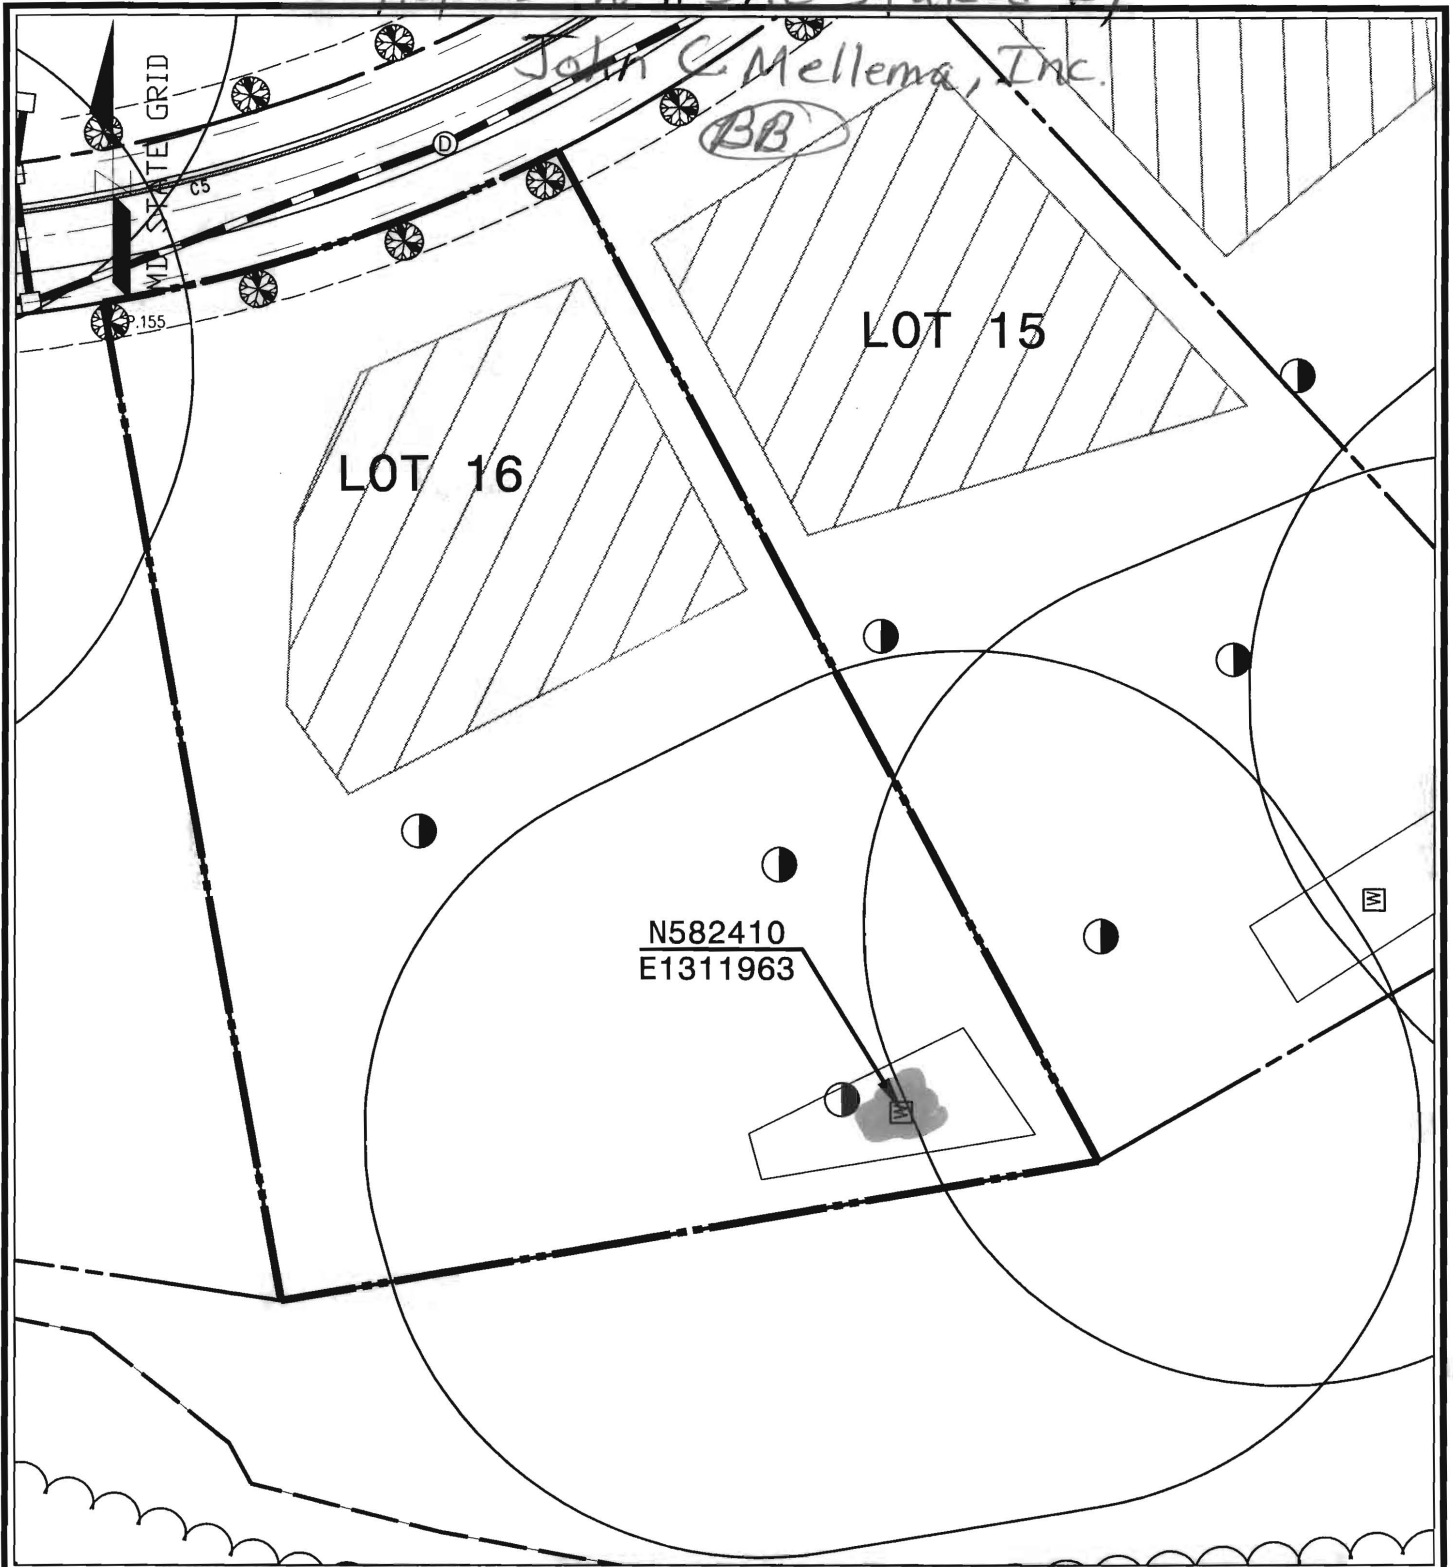 John C. Mellema, Inc.
BB
MD STATE GRID
D
C5
P.155
LOT 15
LOT 16
W
N582410
E1311963
W